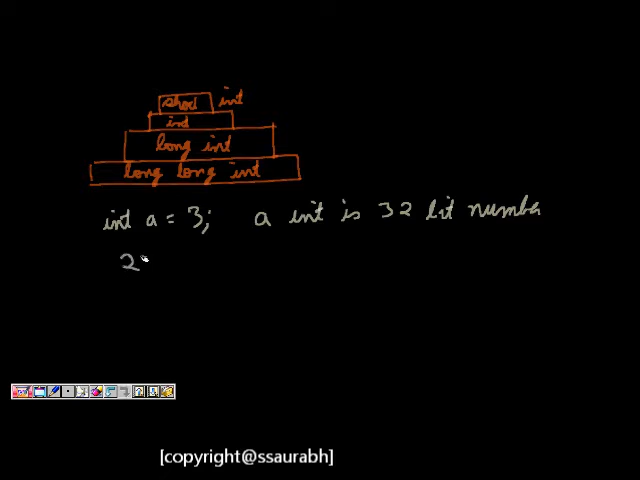 short int
int
long int
long long int
int a = 3; a int is 32 bit number
2
[copyright@ssaurabh]